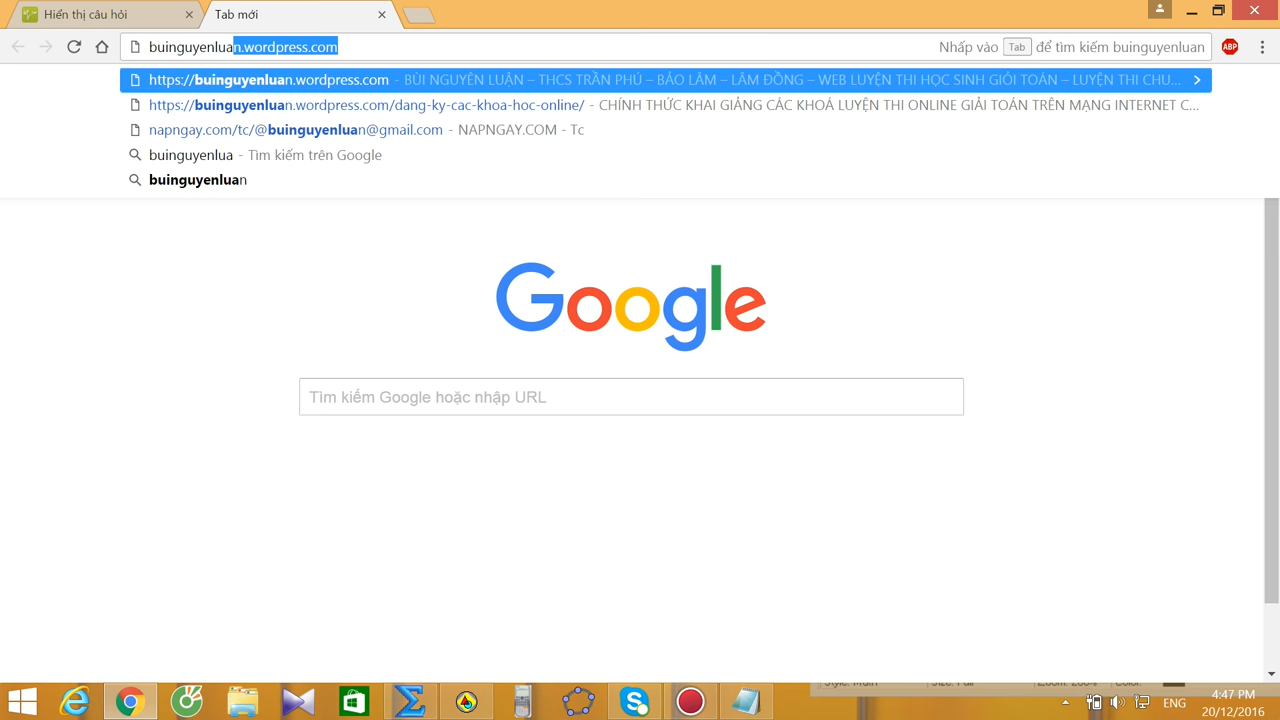 Hiển thị câu hỏi
Tab mới
buinguyenluan.wordpress.com
Nhấp vào Tab để tìm kiếm buinguyenluan
ABP
https://buinguyenluan.wordpress.com - BÙI NGUYÊN LUẬN – THCS TRẦN PHÚ – BẢO LÂM – LÂM ĐỒNG – WEB LUYỆN THI HỌC SINH GIỎI TOÁN – LUYỆN THI CHU...
https://buinguyenluan.wordpress.com/dang-ky-cac-khoa-hoc-online/ - CHÍNH THỨC KHAI GIẢNG CÁC KHOÁ LUYỆN THI ONLINE GIẢI TOÁN TRÊN MẠNG INTERNET C...
napngay.com/tc/@buinguyenluan@gmail.com - NAPNGAY.COM - Tc
buinguyenlua - Tìm kiếm trên Google
buinguyenluan
Google
Tìm kiếm Google hoặc nhập URL
ENG
4:47 PM
20/12/2016